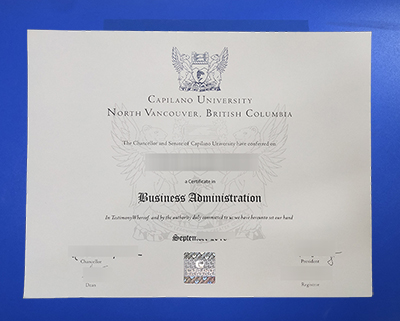 CAPILANO UNIVERSITY
NORTH VANCOUVER, BRITISH COLUMBIA
The Chancellor and Senate of Capilano University have conferred on
a Certificate in
Business Administration
In Testimony Whereof, and by the authority duly committed to us we have hereunto set our hand
Chancellor
President
Dean
Registrar